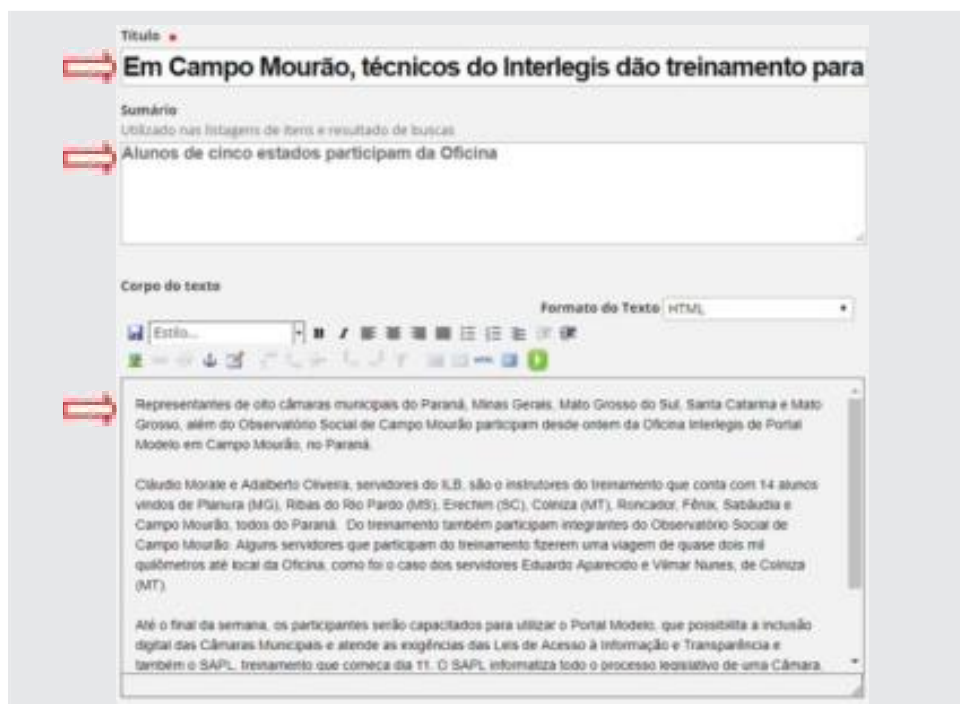 Título
Em Campo Mourão, técnicos do Interlegis dão treinamento para
Sumário
Utilizado nas listagens de itens e resultado de buscas
Alunos de cinco estados participam da Oficina
Corpo do texto
Formato do Texto HTML
Estilo...
Representantes de oito câmaras municipais do Paraná, Minas Gerais, Mato Grosso do Sul, Santa Catarina e Mato
Grosso, além do Observatório Social de Campo Mourão participam desde ontem da Oficina Interlegis de Portal
Modelo em Campo Mourão, no Paraná.
Cláudio Morale e Adalberto Oliveira, servidores do ILB, são o instrutores do treinamento que conta com 14 alunos
vindos de Planura (MG), Ribas do Rio Pardo (MS), Erechim (SC), Colniza (MT), Roncador, Fênix, Sabáudia e
Campo Mourão, todos do Paraná. Do treinamento também participam integrantes do Observatório Social de
Campo Mourão. Alguns servidores que participam do treinamento fizerem uma viagem de quase dois mil
quilômetros até local da Oficina, como foi o caso dos servidores Eduardo Aparecido e Vilmar Nunes, de Colniza
(MT).
Até o final da semana, os participantes serão capacitados para utilizar o Portal Modelo, que possibilita a inclusão
digital das Câmaras Municipais e atende as exigências das Leis de Acesso à Informação e Transparência e
também o SAPL, treinamento que começa dia 11. O SAPL informatiza todo o processo legislativo de uma Câmara.